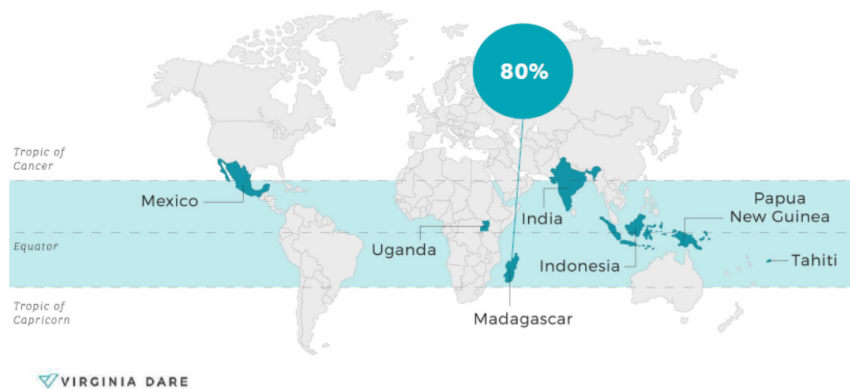 80%
Tropic of
Cancer
Mexico
India
Papua
New Guinea
Equator
Uganda
Indonesia
Tahiti
Tropic of
Capricorn
Madagascar
VIRGINIA DARE